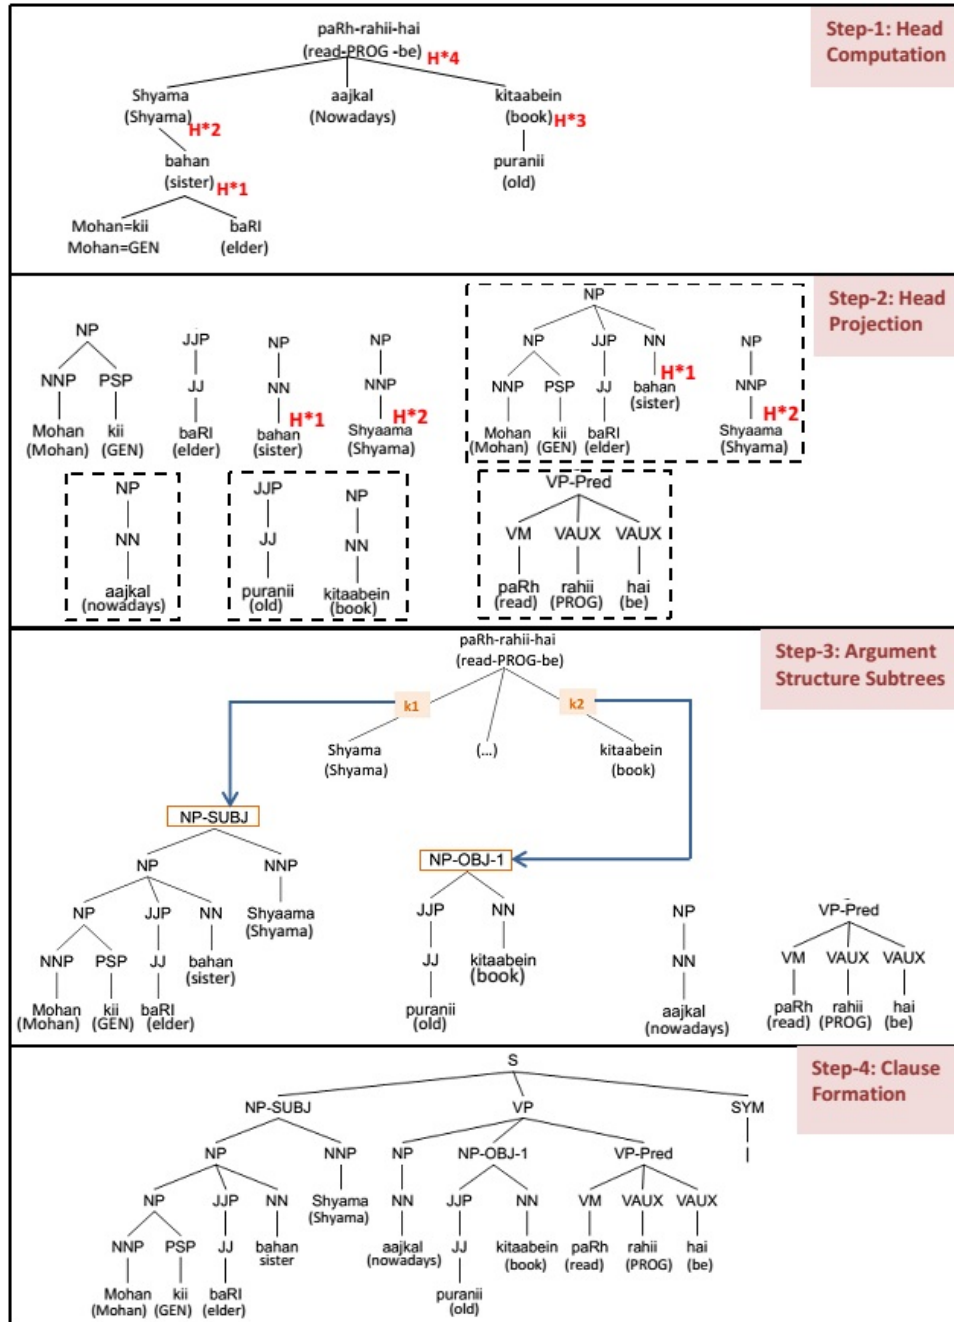 Step-1: Head
Computation
paRh-rahii-hai
(read-PROG -be) H*4
Shyama aajkal kitaabein
(Shyama) (Nowadays) (book) H*3
H*2
bahan puranii
(sister) H*1 (old)
Mohan=kii baRI
Mohan=GEN (elder)
Step-2: Head
Projection
NP JJP NP NP
NNP PSP JJ NN NNP
H*1 H*2
Mohan kii baRI bahan Shyaama
(Mohan) (GEN) (elder) (sister) (Shyama)
NP
NP JJP NN NP
NNP PSP JJ bahan H*1 NNP
(sister) H*2
Mohan kii baRI Shyaama
(Mohan) (GEN) (elder) (Shyama)
NP
NN
aajkal
(nowadays)
JJP NP
JJ NN
puranii kitaabein
(old) (book)
VP-Pred
VM VAUX VAUX
paRh rahii hai
(read) (PROG) (be)
Step-3: Argument
Structure Subtrees
paRh-rahii-hai
(read-PROG-be)
k1 k2
Shyama (...) kitaabein
(Shyama) (book)
NP-SUBJ
NP NNP
NP JJP NN Shyaama
(Shyama)
NNP PSP JJ bahan
(sister)
Mohan kii baRI
(Mohan) (GEN) (elder)
NP-OBJ-1
JJP NN
JJ kitaabein
(book)
puranii
(old)
NP
NN
aajkal
(nowadays)
VP-Pred
VM VAUX VAUX
paRh rahii hai
(read) (PROG) (be)
Step-4: Clause
Formation
S
NP-SUBJ VP SYM
NP NNP NP NP-OBJ-1 VP-Pred |
NP JJP NN Shyama NN JJP NN VM VAUX VAUX
(Shyama)
NNP PSP JJ bahan aajkal JJ kitaabein paRh rahii hai
sister (nowadays) (book) (read) (PROG) (be)
Mohan kii baRI puranii
(Mohan) (GEN) (elder) (old)